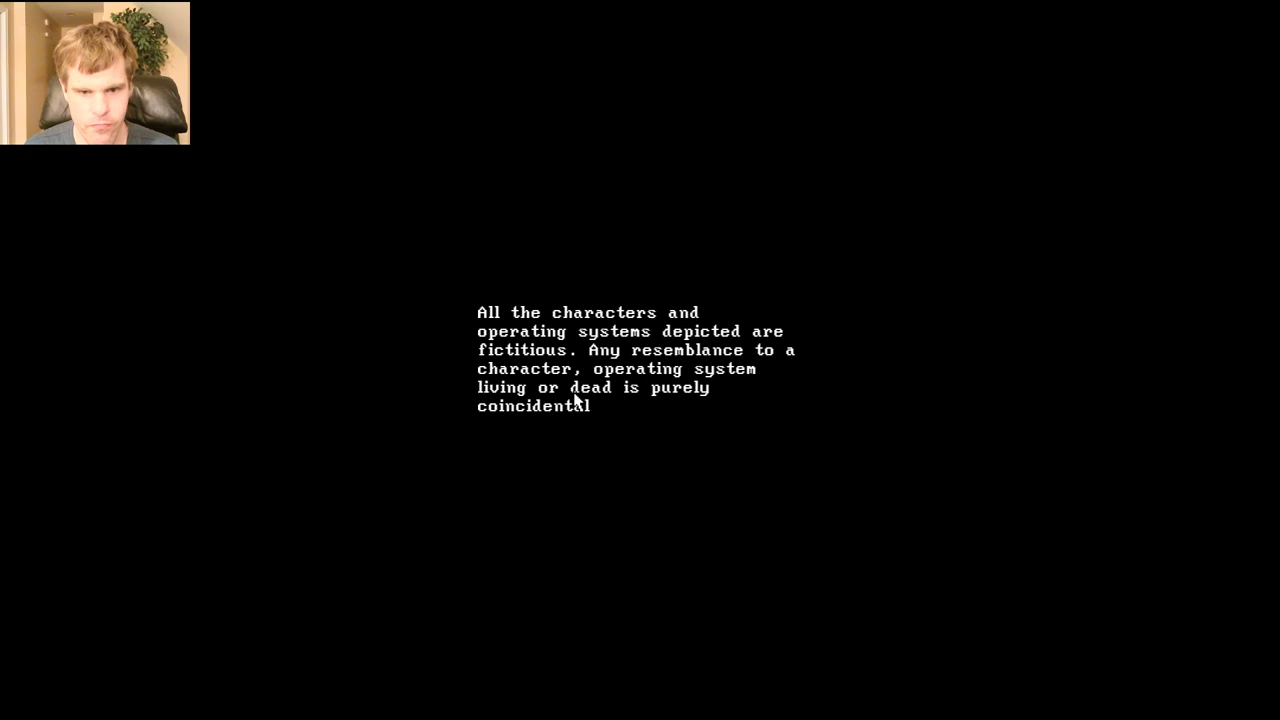 All the characters and
operating systems depicted are
fictitious. Any resemblance to a
character, operating system
living or dead is purely
coincidental